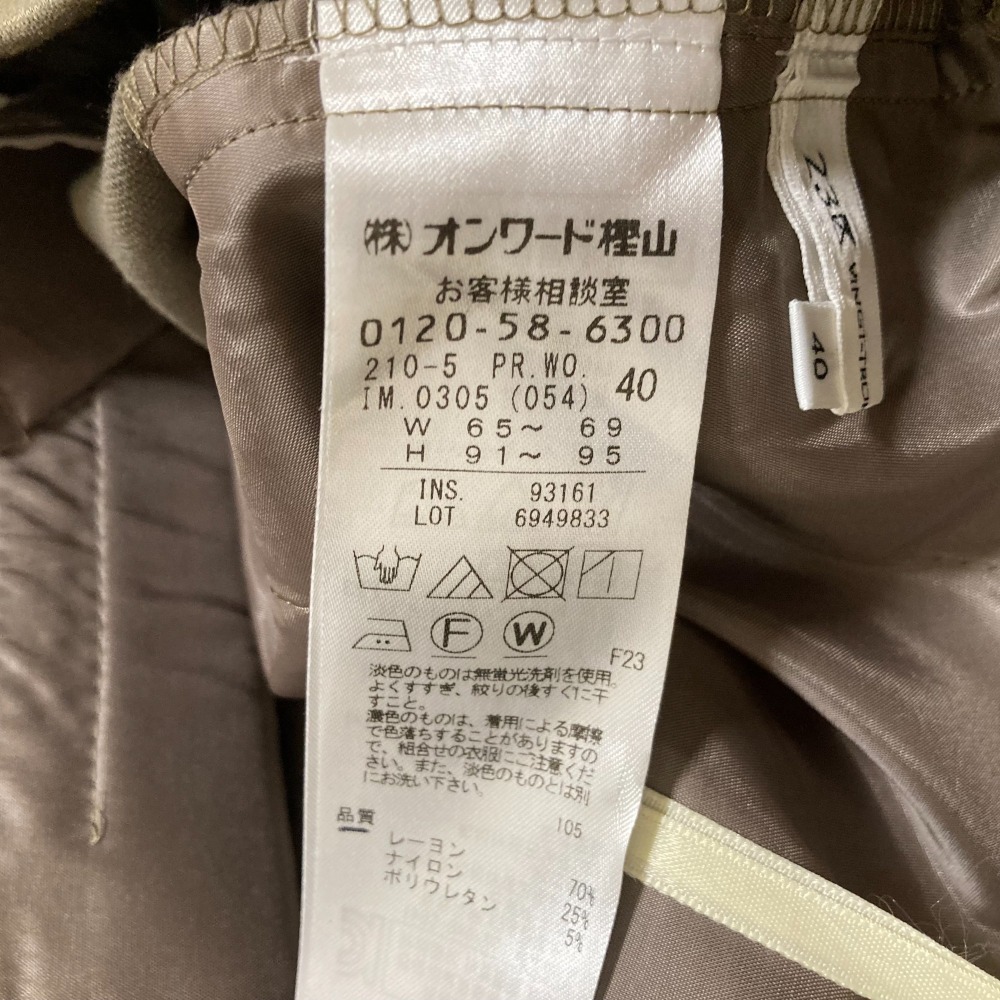 ㈱オンワード樫山
お客様相談室
0120-58-6300
210-5 PR.WO.
IM.0305 (054) 40
W 65~ 69
H 91~ 95
INS. 93161
LOT 6949833
F W
F23
淡色のものは無蛍光洗剤を使用。
よくすすぎ、絞りの後すぐに干
すこと。
濃色のものは、着用による摩擦
で色落ちすることがありますの
で、組合せの衣服にご注意くだ
さい。また、淡色のものとは別
にお洗い下さい。
105
品質
レーヨン 70%
ナイロン 25%
ポリウレタン 5%
23区
40